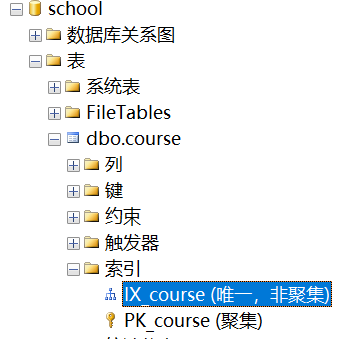 school
数据库关系图
表
系统表
FileTables
dbo.course
列
键
约束
触发器
索引
IX_course (唯一，非聚集)
PK_course (聚集)